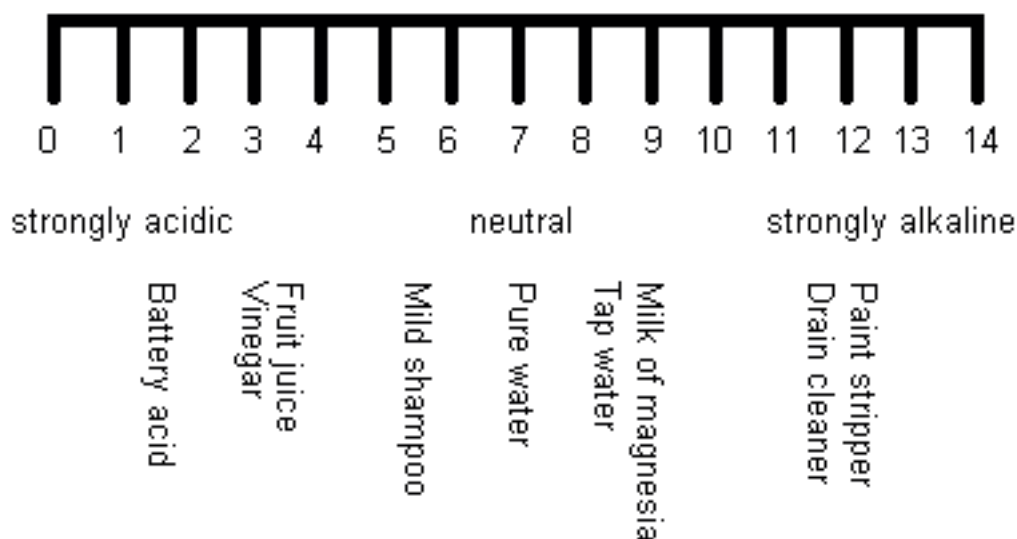 0 1 2 3 4 5 6 7 8 9 10 11 12 13 14
strongly acidic neutral strongly alkaline
Battery acid
Vinegar
Fruit juice
Mild shampoo
Pure water
Tap water
Milk of magnesia
Drain cleaner
Paint stripper